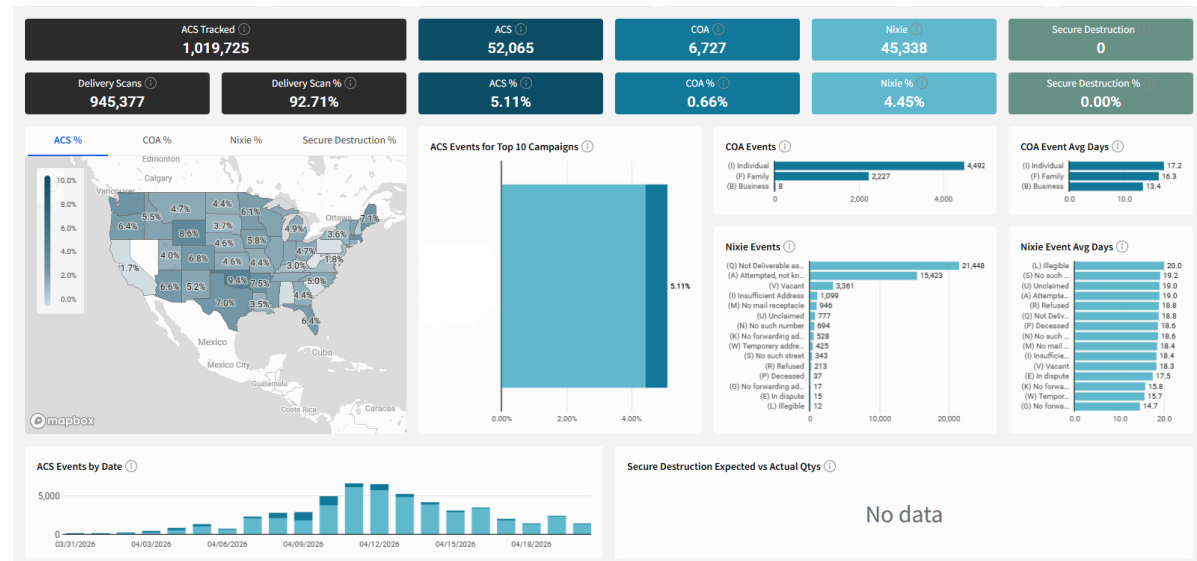 ACS Tracked
1,019,725
ACS
52,065
COA
6,727
Nixie
45,338
Secure Destruction
0
Delivery Scans
945,377
Delivery Scan %
92.71%
ACS %
5.11%
COA %
0.66%
Nixie %
4.45%
Secure Destruction %
0.00%
ACS % COA % Nixie % Secure Destruction %
Edmonton
Calgary
Vancouver
Ottawa
10.0%
8.0%
6.0%
4.0%
2.0%
0.0%
6.4%
5.5%
4.7%
4.4%
6.1%
4.9%
3.6%
7.1%
8.6%
3.7%
4.6%
5.8%
4.7%
1.8%
1.7%
4.0%
6.8%
4.6%
4.4%
3.0%
6.6%
5.2%
9.4%
7.5%
5.0%
7.0%
3.5%
4.4%
6.4%
Mexico
Cuba
Mexico City
Guatemala
Costa Rica
Caracas
mapbox
ACS Events for Top 10 Campaigns
5.11%
0.00% 2.00% 4.00%
COA Events
(I) Individual 4,492
(F) Family 2,227
(B) Business 8
0 2,000 4,000
COA Event Avg Days
(I) Individual 17.2
(F) Family 16.3
(B) Business 13.4
0.0 10.0
Nixie Events
(Q) Not Deliverable as... 21,448
(A) Attempted, not kn... 15,423
(V) Vacant 3,361
(I) Insufficient Address 1,099
(M) No mail receptacle 946
(U) Unclaimed 777
(N) No such number 694
(K) No forwarding ad... 528
(W) Temporary addre... 425
(S) No such street 343
(R) Refused 213
(P) Deceased 37
(G) No forwarding ad... 17
(E) In dispute 15
(L) Illegible 12
0 10,000 20,000
Nixie Event Avg Days
(L) Illegible 20.0
(S) No such ... 19.2
(U) Unclaimed 19.0
(A) Attempte... 19.0
(R) Refused 18.8
(Q) Not Deliv... 18.8
(P) Deceased 18.6
(N) No such ... 18.6
(M) No mail ... 18.4
(I) Insufficie... 18.4
(V) Vacant 18.3
(E) In dispute 17.5
(K) No forwa... 15.8
(W) Tempor... 15.7
(G) No forwa... 14.7
0.0 10.0 20.0
ACS Events by Date
5,000
0
03/31/2026 04/03/2026 04/06/2026 04/09/2026 04/12/2026 04/15/2026 04/18/2026
Secure Destruction Expected vs Actual Qtys
No data